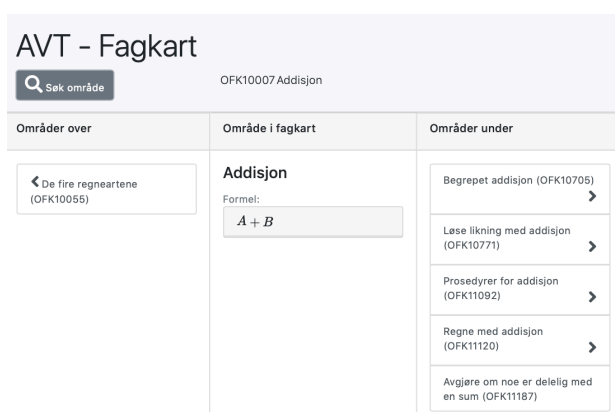 AVT - Fagkart
Søk område
OFK10007 Addisjon
Områder over
Område i fagkart
Områder under
De fire regneartene
(OFK10055)
Addisjon
Formel:
A + B
Begrepet addisjon (OFK10705)
Løse likning med addisjon
(OFK10771)
Prosedyrer for addisjon
(OFK11092)
Regne med addisjon
(OFK11120)
Avgjøre om noe er delelig med
en sum (OFK11187)